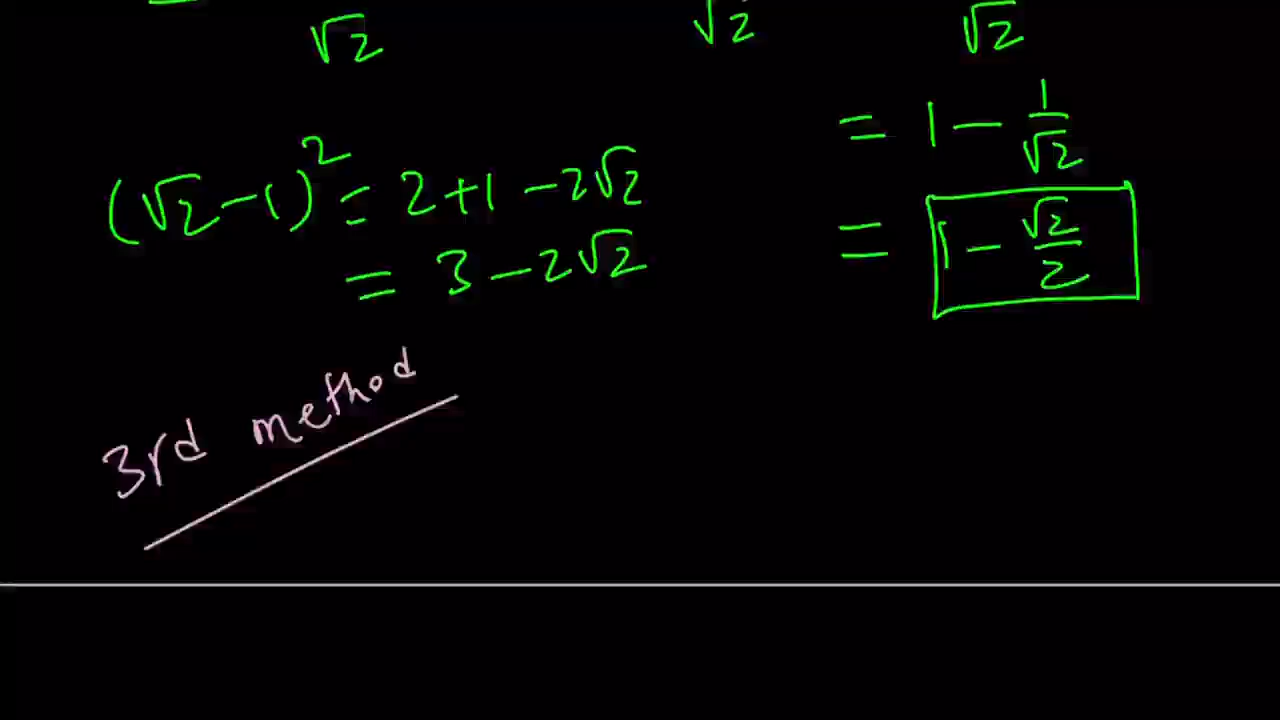 √2 √2 √2
= 1 - 1/√2
(√2 - 1)² = 2 + 1 - 2√2
= 3 - 2√2
= 1 - √2/2
3rd method